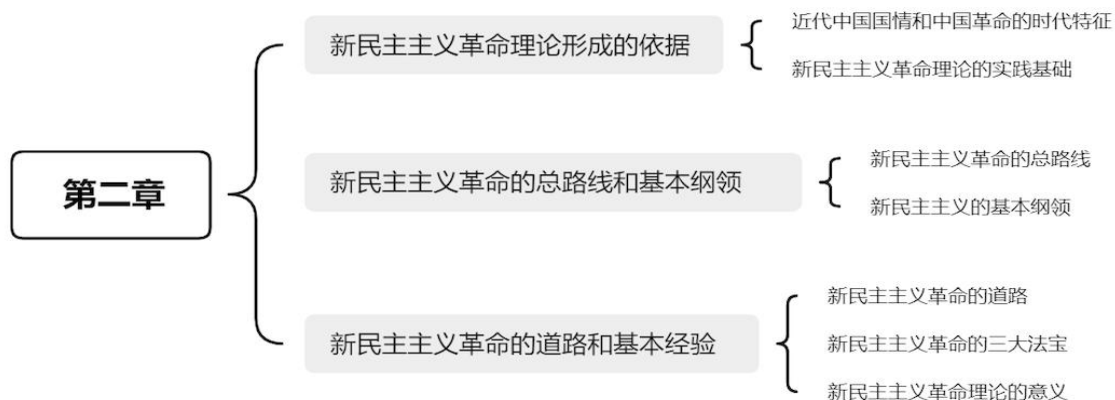 第二章
新民主主义革命理论形成的依据
近代中国国情和中国革命的时代特征
新民主主义革命理论的实践基础
新民主主义革命的总路线和基本纲领
新民主主义革命的总路线
新民主主义的基本纲领
新民主主义革命的道路和基本经验
新民主主义革命的道路
新民主主义革命的三大法宝
新民主主义革命理论的意义